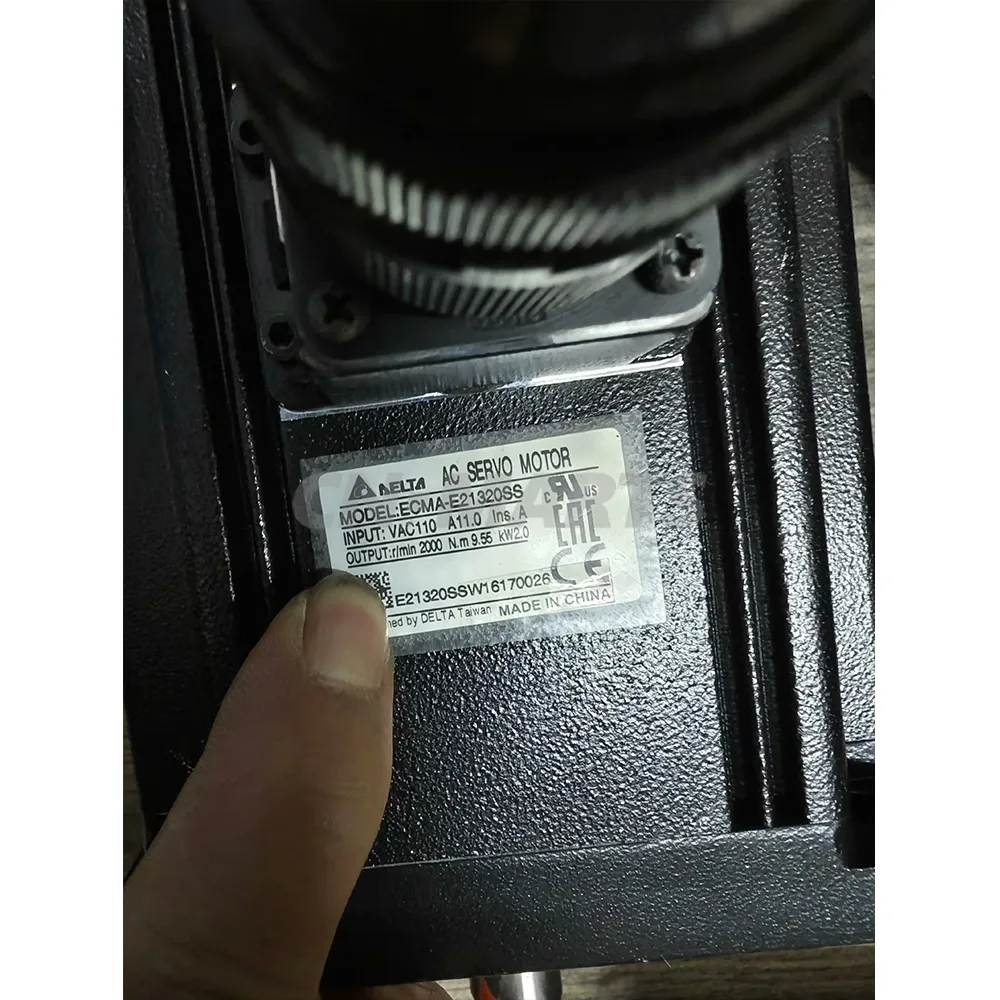 DELTA AC SERVO MOTOR
MODEL:ECMA-E21320SS
INPUT: VAC110 A11.0 Ins. A
OUTPUT:r/min 2000 N.m 9.55 kW2.0
E21320SSW16170026
by DELTA Taiwan MADE IN CHINA
C US
EAC
CE